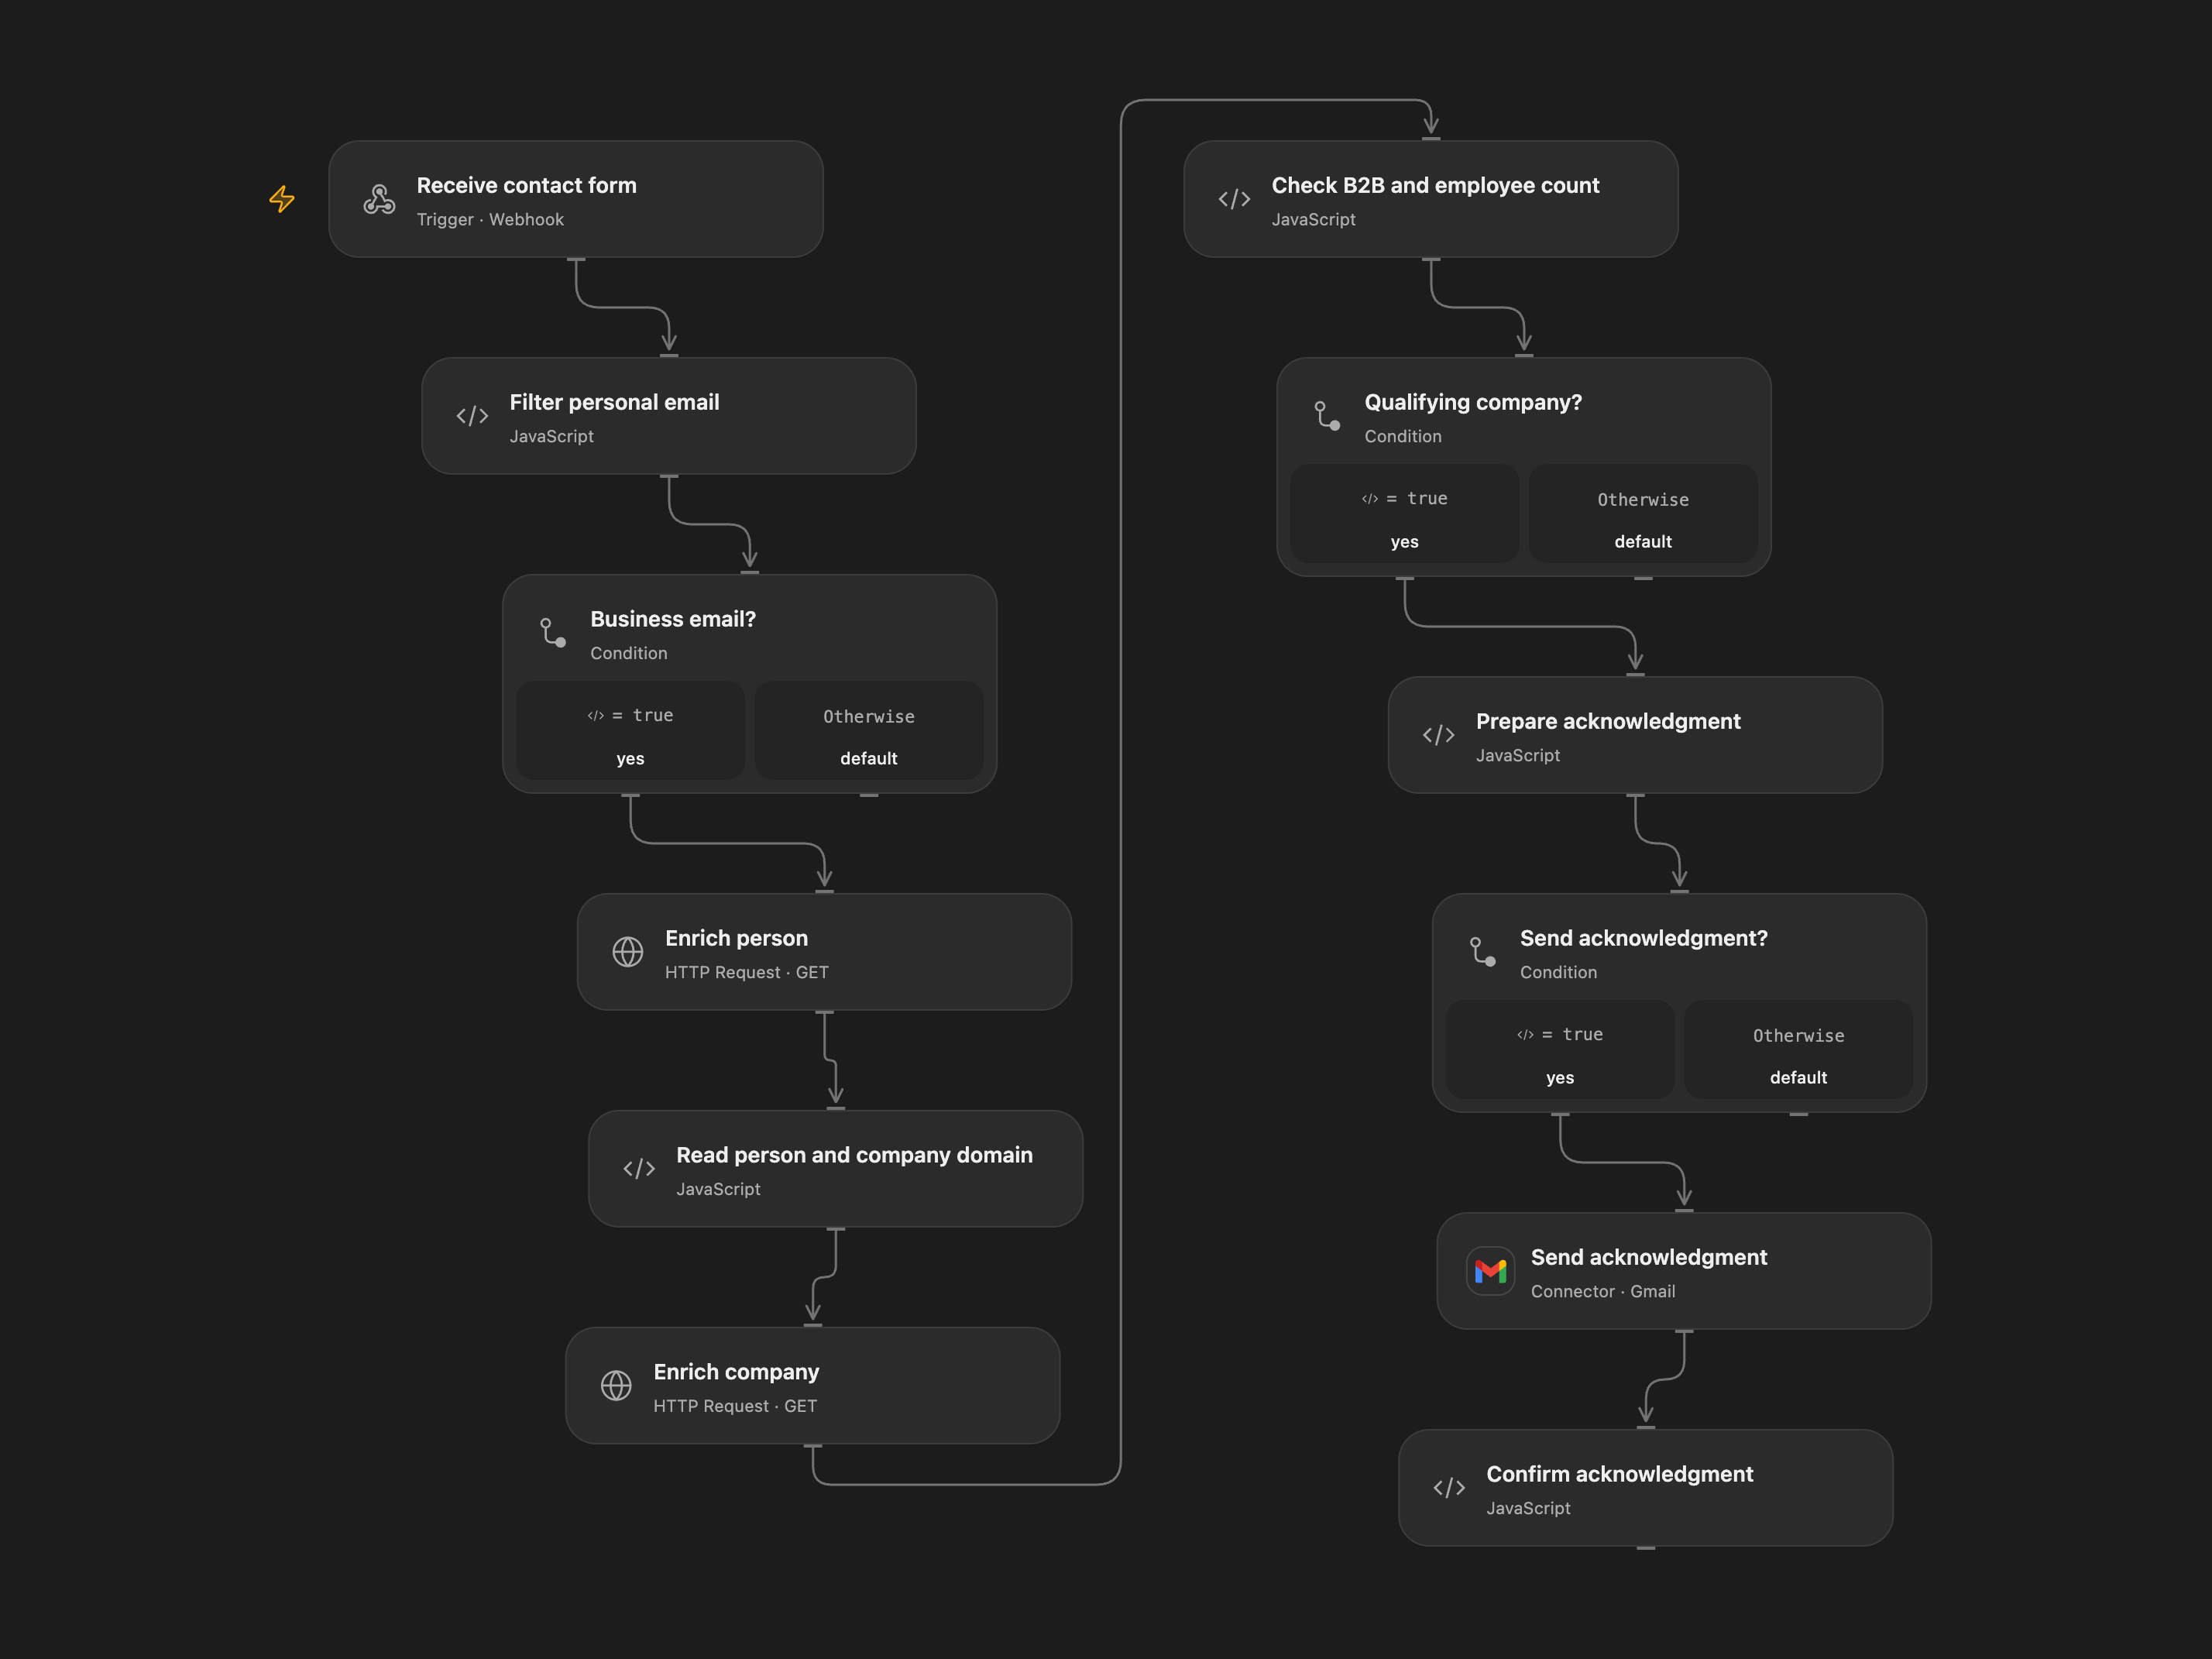 Receive contact form
Trigger · Webhook
Filter personal email
JavaScript
Business email?
Condition
</> = true
yes
Otherwise
default
Enrich person
HTTP Request · GET
Read person and company domain
JavaScript
Enrich company
HTTP Request · GET
Check B2B and employee count
JavaScript
Qualifying company?
Condition
</> = true
yes
Otherwise
default
Prepare acknowledgment
JavaScript
Send acknowledgment?
Condition
</> = true
yes
Otherwise
default
Send acknowledgment
Connector · Gmail
Confirm acknowledgment
JavaScript